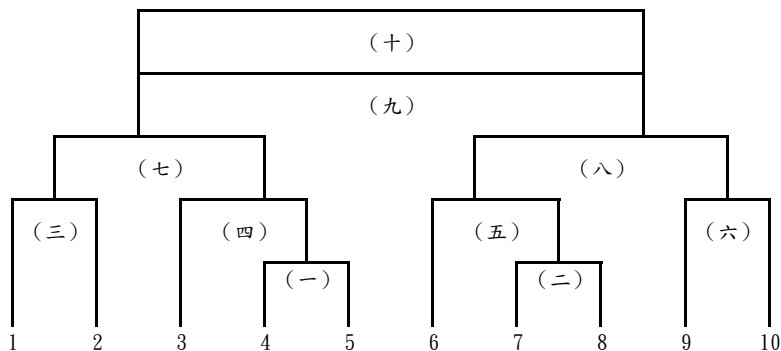 （十）
（九）
（七） （八）
（三） （四） （五） （六）
（一） （二）
1 2 3 4 5 6 7 8 9 10